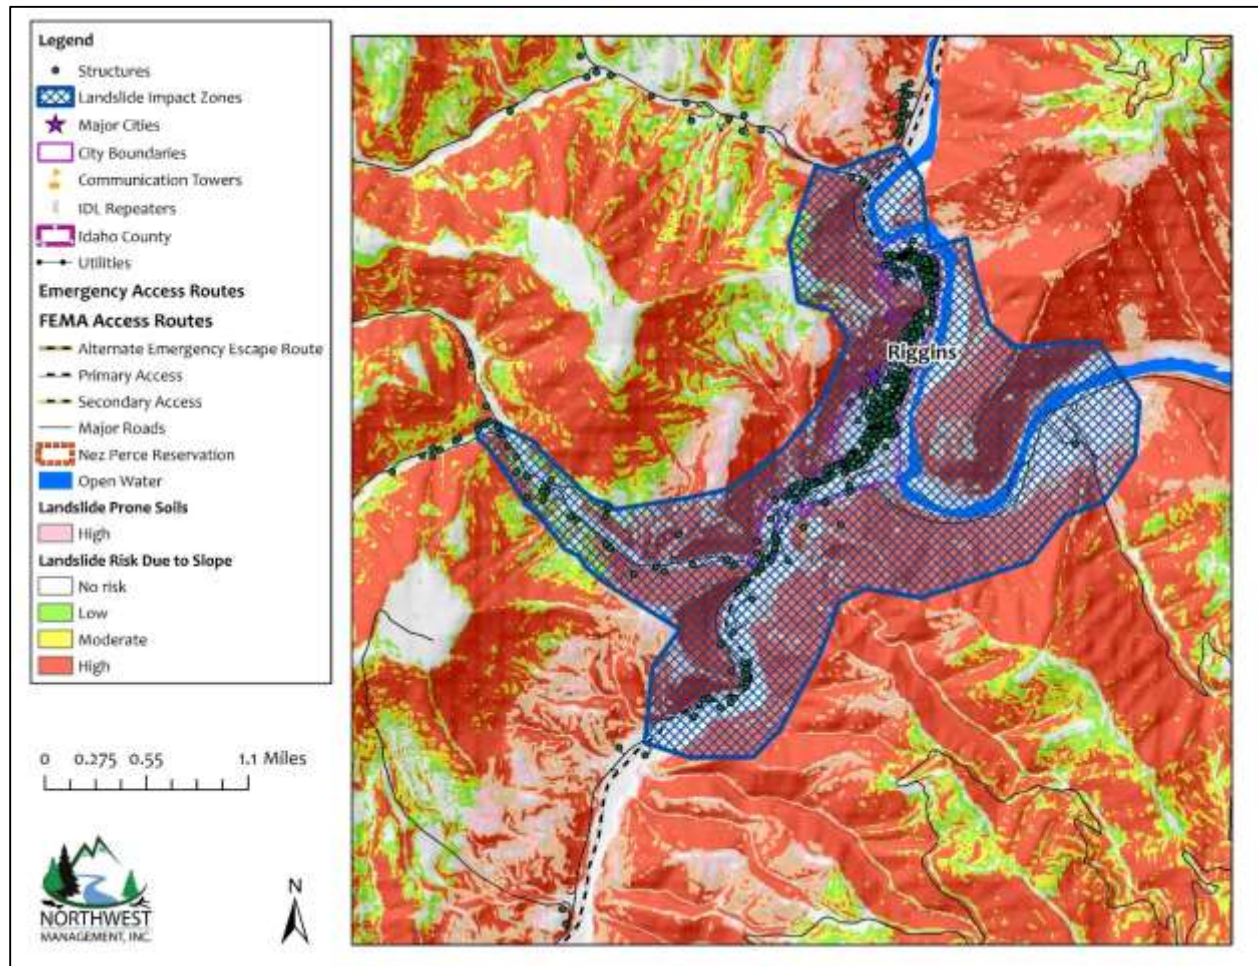 Legend
Structures
Landslide Impact Zones
Major Cities
City Boundaries
Communication Towers
IDL Repeaters
Idaho County
Utilities
Emergency Access Routes
FEMA Access Routes
Alternate Emergency Escape Route
Primary Access
Secondary Access
Major Roads
Nez Perce Reservation
Open Water
Landslide Prone Soils
High
Landslide Risk Due to Slope
No risk
Low
Moderate
High
0 0.275 0.55 1.1 Miles
NORTHWEST
MANAGEMENT, INC.
N
Riggins